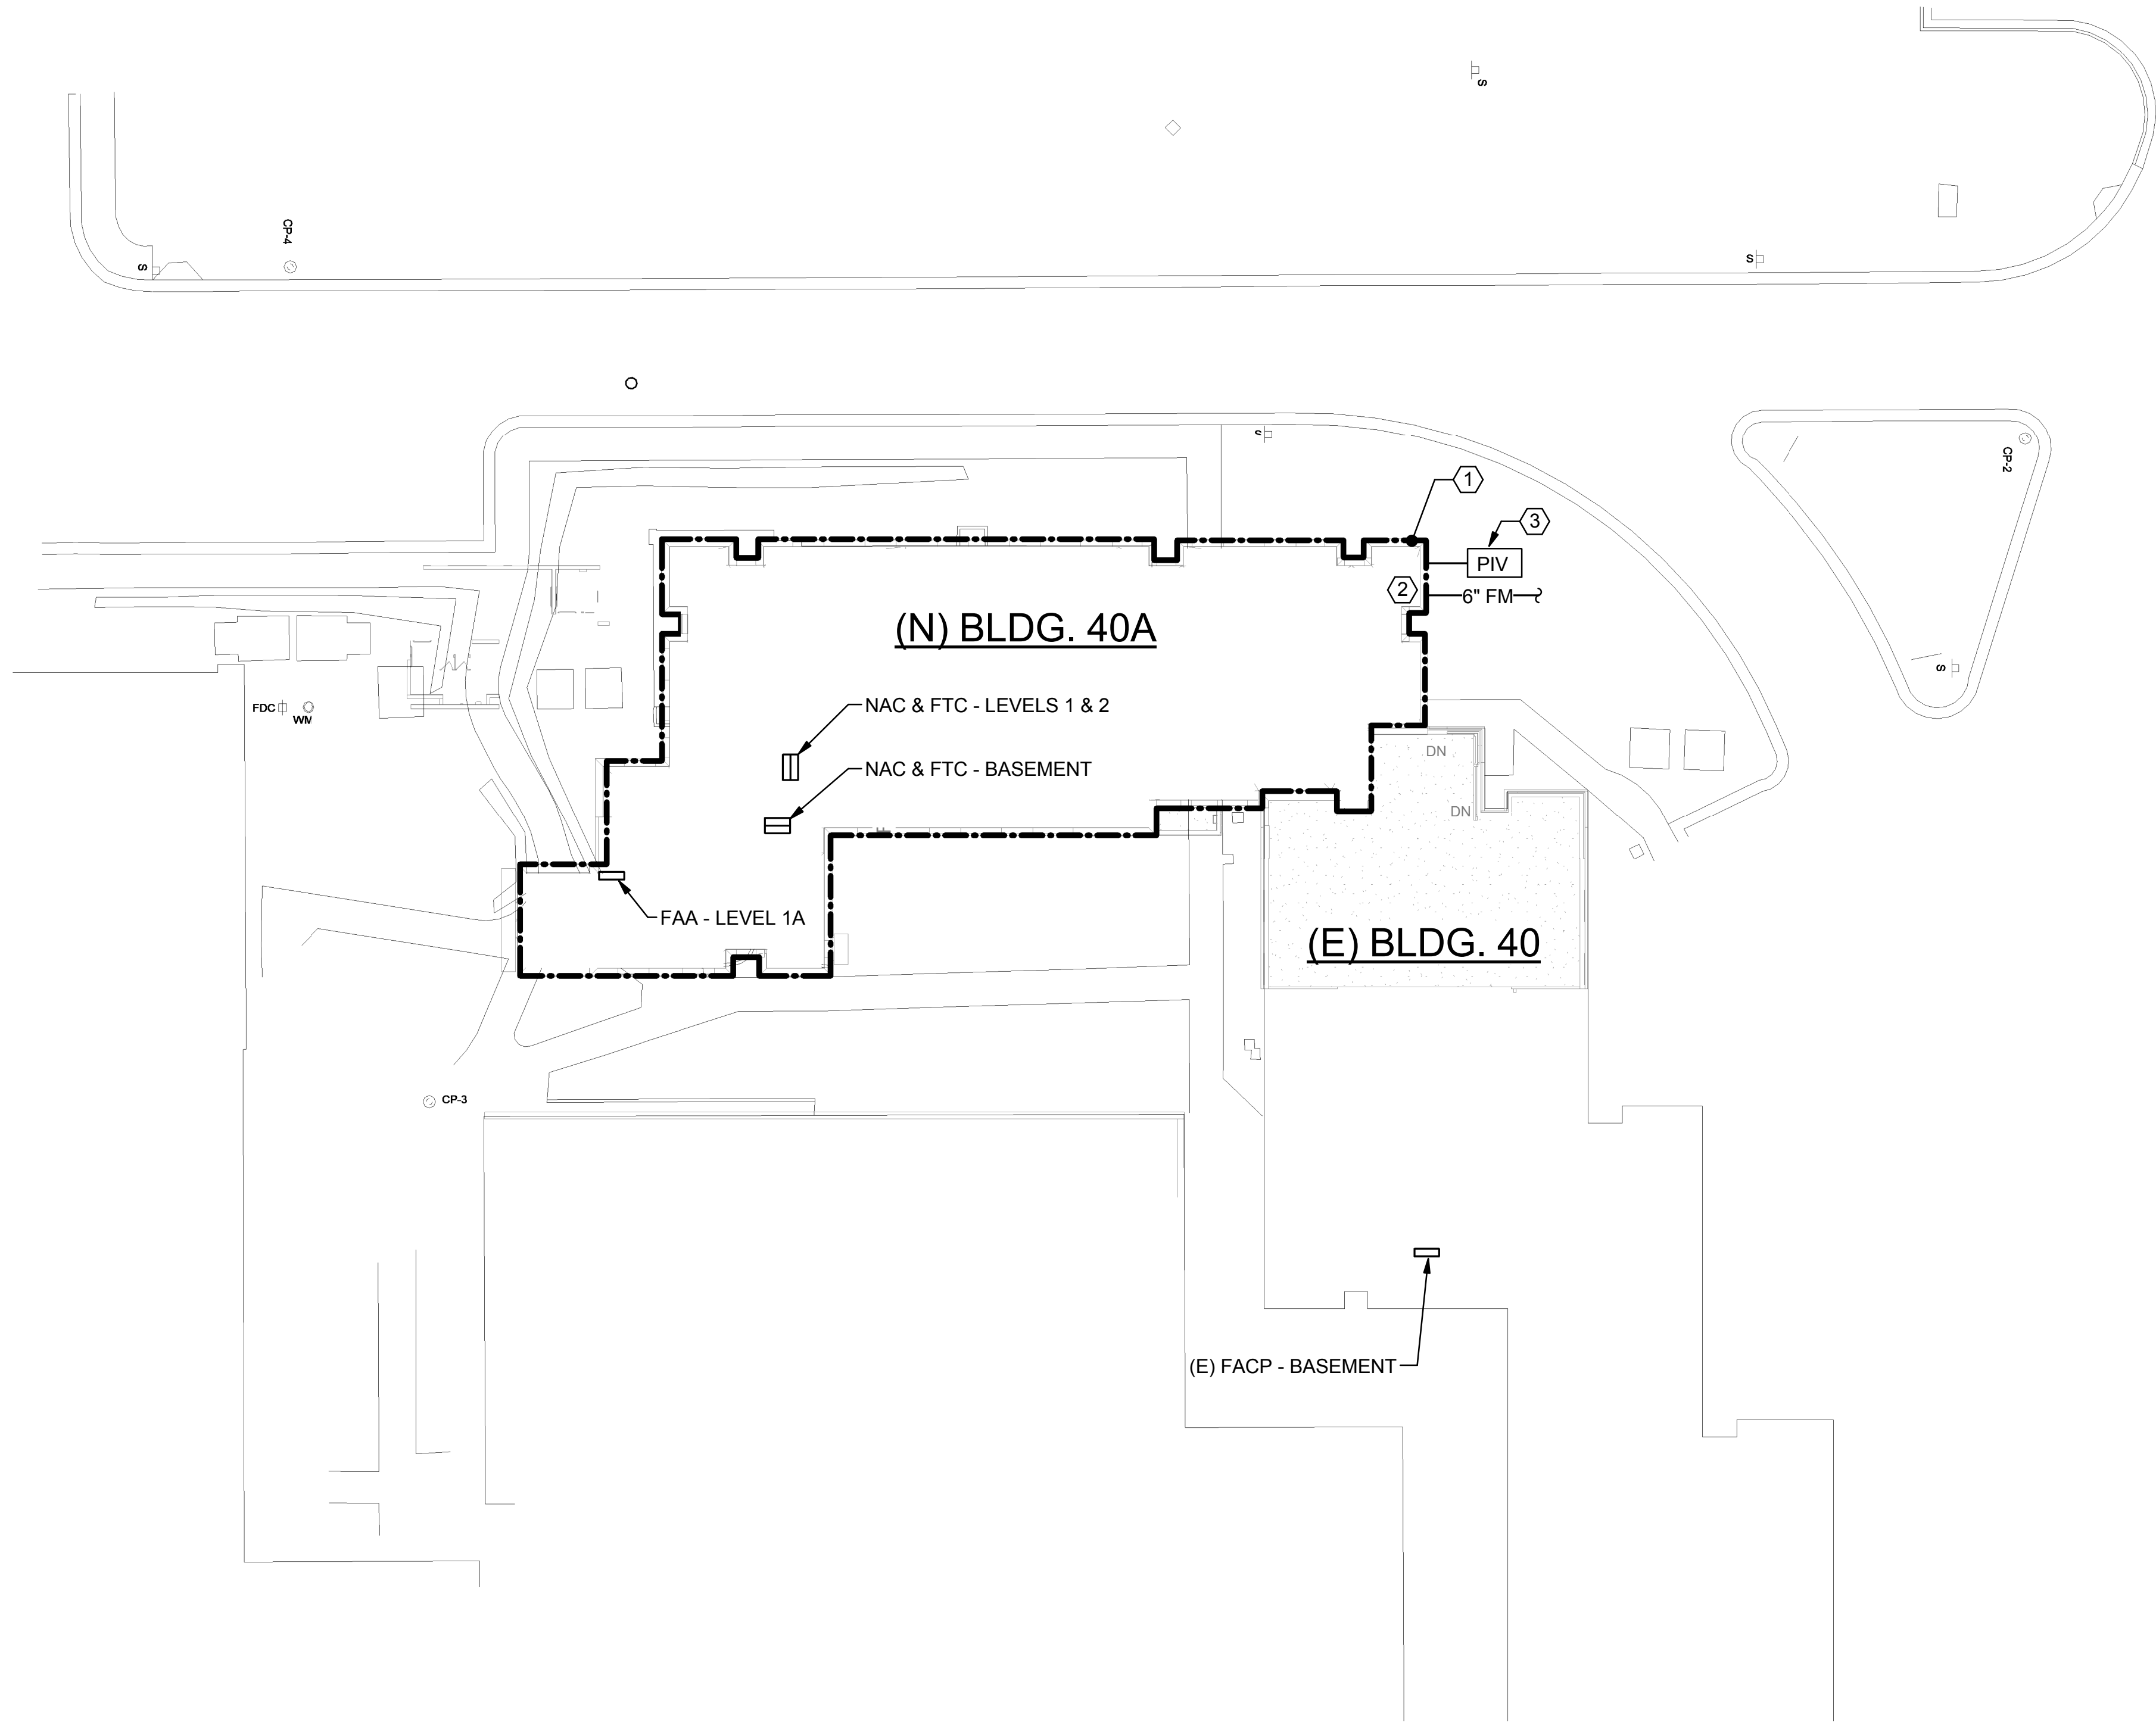 S
CP-4
S
S
S
CP-2
1
3
PIV
2
6" FM
(N) BLDG. 40A
S
NAC & FTC - LEVELS 1 & 2
FDC
WM
DN
NAC & FTC - BASEMENT
DN
FAA - LEVEL 1A
(E) BLDG. 40
CP-3
(E) FACP - BASEMENT